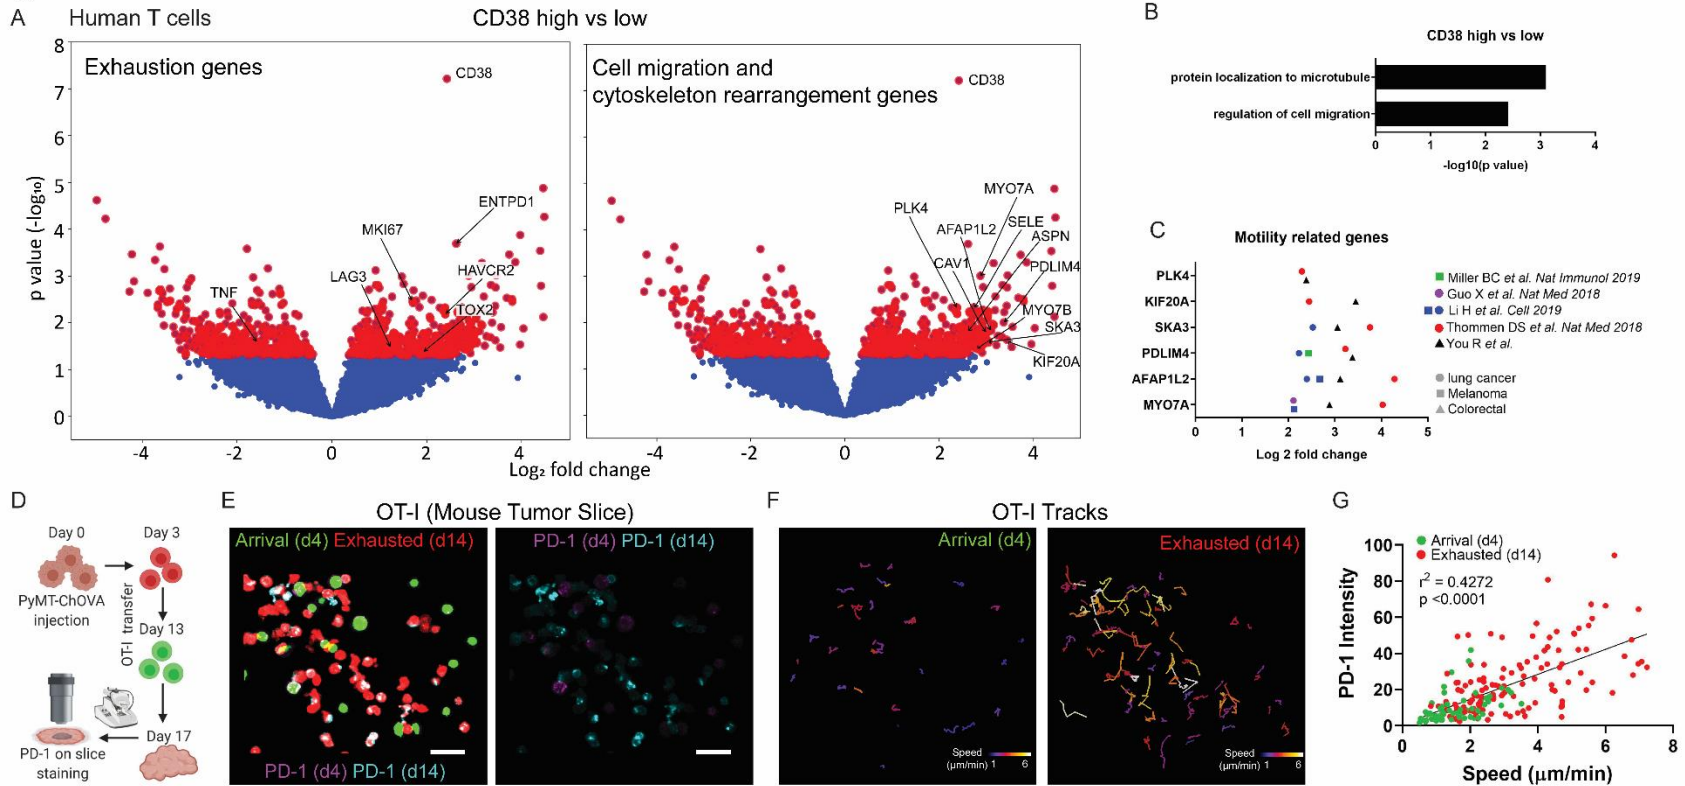 A
Human T cells
CD38 high vs low
Exhaustion genes
CD38
ENTPD1
MKI67
HAVCR2
LAG3
TNF
TOX2
Cell migration and
cytoskeleton rearrangement genes
CD38
MYO7A
PLK4
SELE
AFAP1L2
ASPN
CAV1
PDLIM4
MYO7B
SKA3
KIF20A
p value (-log₁₀)
8
7
6
5
4
3
2
1
0
-4
-2
0
2
4
-4
-2
0
2
4
Log₂ fold change
B
CD38 high vs low
protein localization to microtubule
regulation of cell migration
0
1
2
3
4
-log10(p value)
C
Motility related genes
PLK4
KIF20A
SKA3
PDLIM4
AFAP1L2
MYO7A
0
1
2
3
4
5
Log 2 fold change
Miller BC et al. Nat Immunol 2019
Guo X et al. Nat Med 2018
Li H et al. Cell 2019
Thommen DS et al. Nat Med 2018
You R et al.
lung cancer
Melanoma
Colorectal
D
Day 0
Day 3
PyMT-ChOVA
injection
OT-I transfer
Day 13
Day 17
PD-1 on slice
staining
E
OT-I (Mouse Tumor Slice)
Arrival (d4) Exhausted (d14)
PD-1 (d4) PD-1 (d14)
PD-1 (d4) PD-1 (d14)
F
OT-I Tracks
Arrival (d4)
Exhausted (d14)
Speed
(μm/min) 1 6
Speed
(μm/min) 1 6
G
Arrival (d4)
Exhausted (d14)
r² = 0.4272
p <0.0001
PD-1 Intensity
100
80
60
40
20
0
0
2
4
6
8
Speed (μm/min)